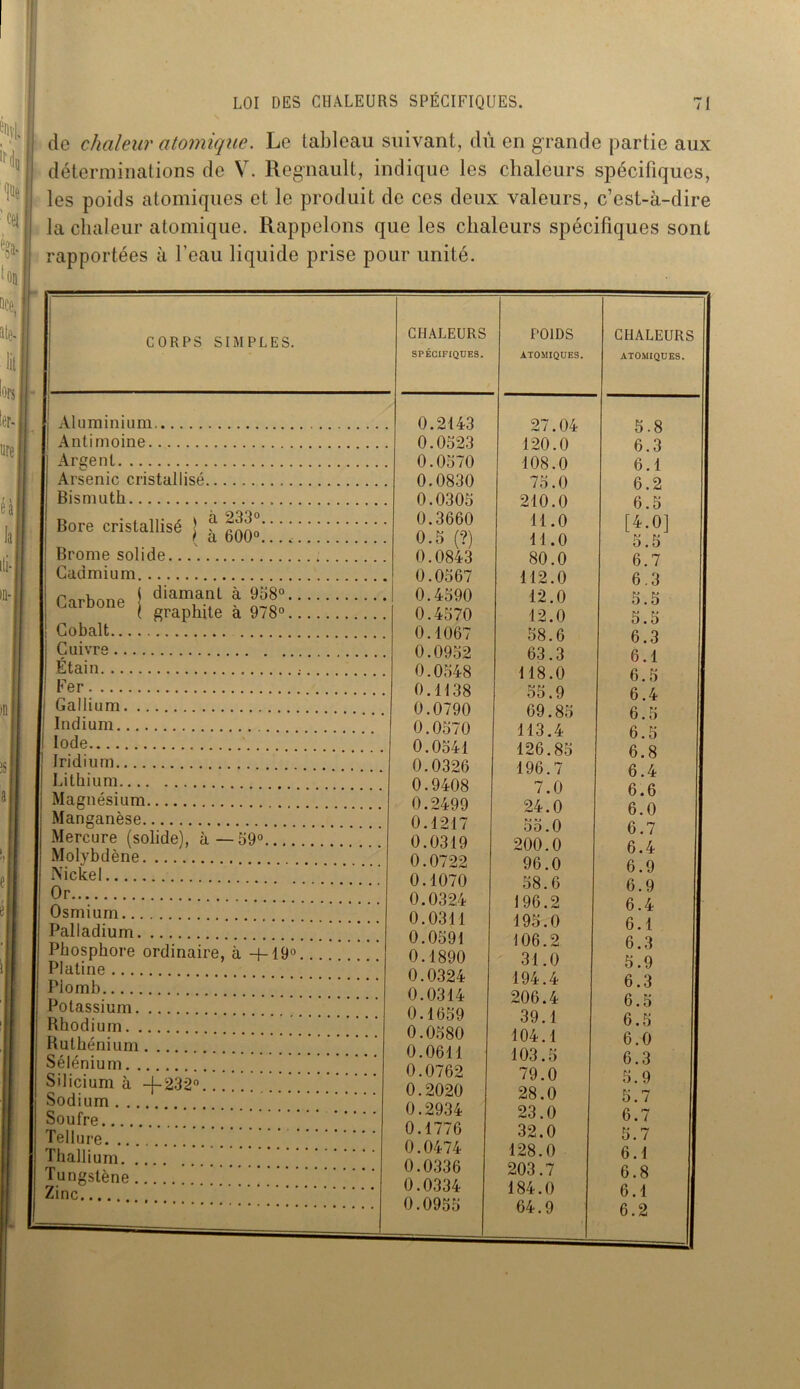 LOI DES CHALEURS SPÉCIFIQUES. 71
de chaleur atomique. Le tableau suivant, dû en grande partie aux
déterminations de V. Regnault, indique les chaleurs spécifiques,
les poids atomiques et le produit de ces deux valeurs, c'est-à-dire
la chaleur atomique. Rappelons que les chaleurs spécifiques sont
rapportées à l'eau liquide prise pour unité.
CORPS SIMPLES. CHALEURS SPÉCIFIQUES. POIDS ATOMIQUES. CHALEURS ATOMIQUES.
Aluminium 0.2143 27.04 5.8
Antimoine 0.0523 120.0 6.3
Argent 0.0570 108.0 6.1
Arsenic cristallisé 0.0830 75.0 6.2
Bismuth 0.0305 210.0 6.5
Bore cristallisé à 233° 0.3660 11.0 [4.0]
à 600° 0.5 (?) 11.0 5.5
Brome solide 0.0843 80.0 6.7
Cadmium 0.0567 112.0 6.3
Carbone diamant à 958° 0.4590 12.0 5.5
graphite à 978° 0.4570 12.0 5.5
Cobalt 0.1067 58.6 6.3
Cuivre 0.0952 63.3 6.1
Étain 0.0548 118.0 6.5
Fer 0.1138 55.9 6.4
Gallium 0.0790 69.85 6.5
Indium 0.0570 113.4 6.5
Iode 0.0541 126.85 6.8
Iridium 0.0326 196.7 6.4
Lithium 0.9408 7.0 6.6
Magnésium 0.2499 24.0 6.0
Manganèse 0.1217 55.0 6.7
Mercure (solide), à —59° 0.0319 200.0 6.4
Molybdène 0.0722 96.0 6.9
Nickel 0.1070 58.6 6.9
Or 0.0324 196.2 6.4
Osmium 0.0311 195.0 6.1
Palladium 0.0591 106.2 6.3
Phosphore ordinaire, à +19° 0.1890 31.0 5.9
Platine 0.0324 194.4 6.3
Plomb 0.0314 206.4 6.5
Potassium 0.1659 39.1 6.5
Rhodium 0.0580 104.1 6.0
Ruthénium 0.0611 103.5 6.3
Sélénium 0.0762 79.0 5.9
Silicium à +232° 0.2020 28.0 5.7
Sodium 0.2934 23.0 6.7
Soufre 0.1776 32.0 5.7
Tellure 0.0474 128.0 6.1
Thallium 0.0336 203.7 6.8
Tungstène 0.0334 184.0 6.1
Zinc 0.0955 64.9 6.2